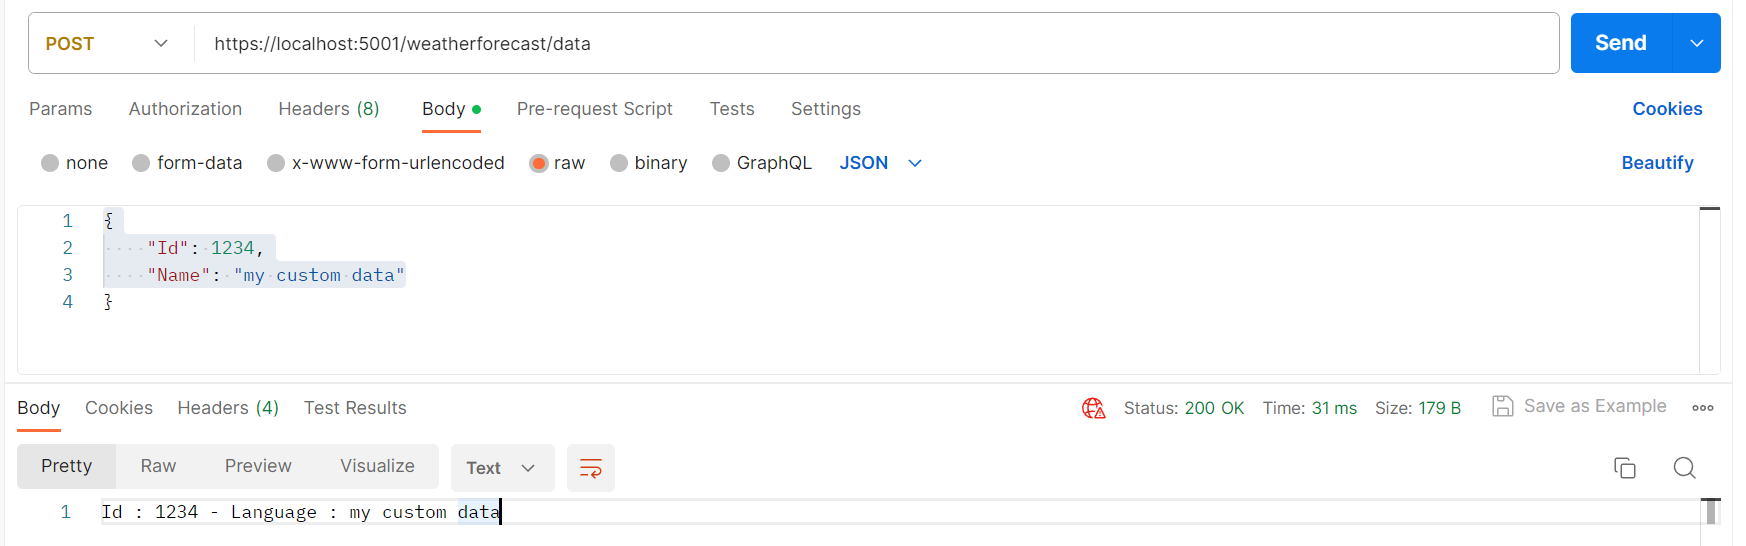 POST https://localhost:5001/weatherforecast/data Send
Params Authorization Headers (8) Body Pre-request Script Tests Settings Cookies
none form-data x-www-form-urlencoded raw binary GraphQL JSON Beautify
1 {
2 "Id": 1234,
3 "Name": "my custom data"
4 }
Body Cookies Headers (4) Test Results Status: 200 OK Time: 31 ms Size: 179 B Save as Example
Pretty Raw Preview Visualize Text
1 Id : 1234 - Language : my custom data